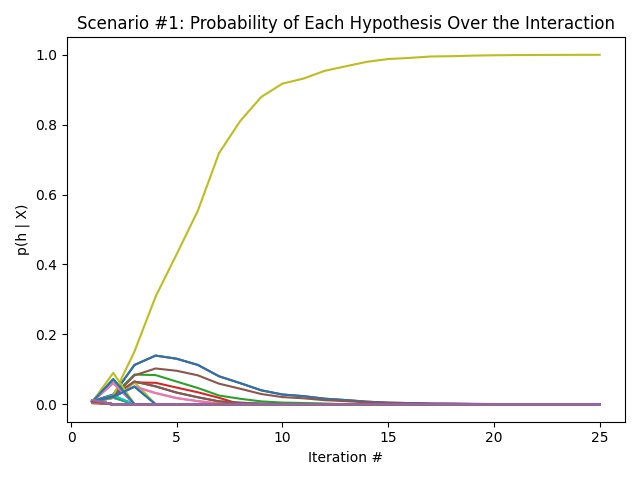 Scenario #1: Probability of Each Hypothesis Over the Interaction
1.0
0.8
0.6
0.4
0.2
0.0
p(h | X)
0 5 10 15 20 25
Iteration #